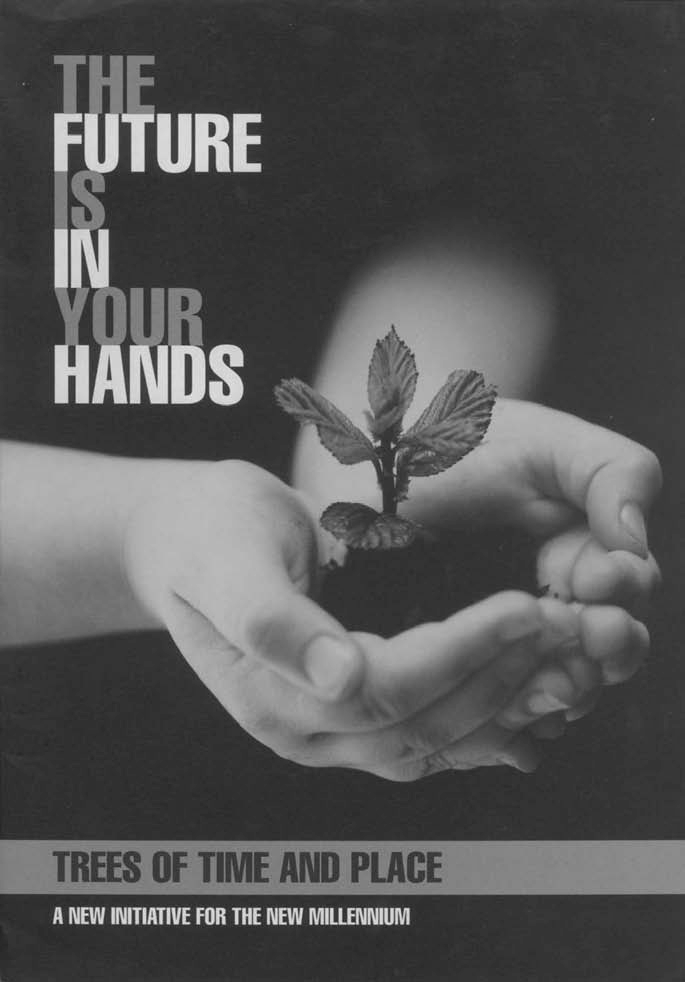 THE
FUTURE
IS
IN
YOUR
HANDS
TREES OF TIME AND PLACE
A NEW INITIATIVE FOR THE NEW MILLENNIUM